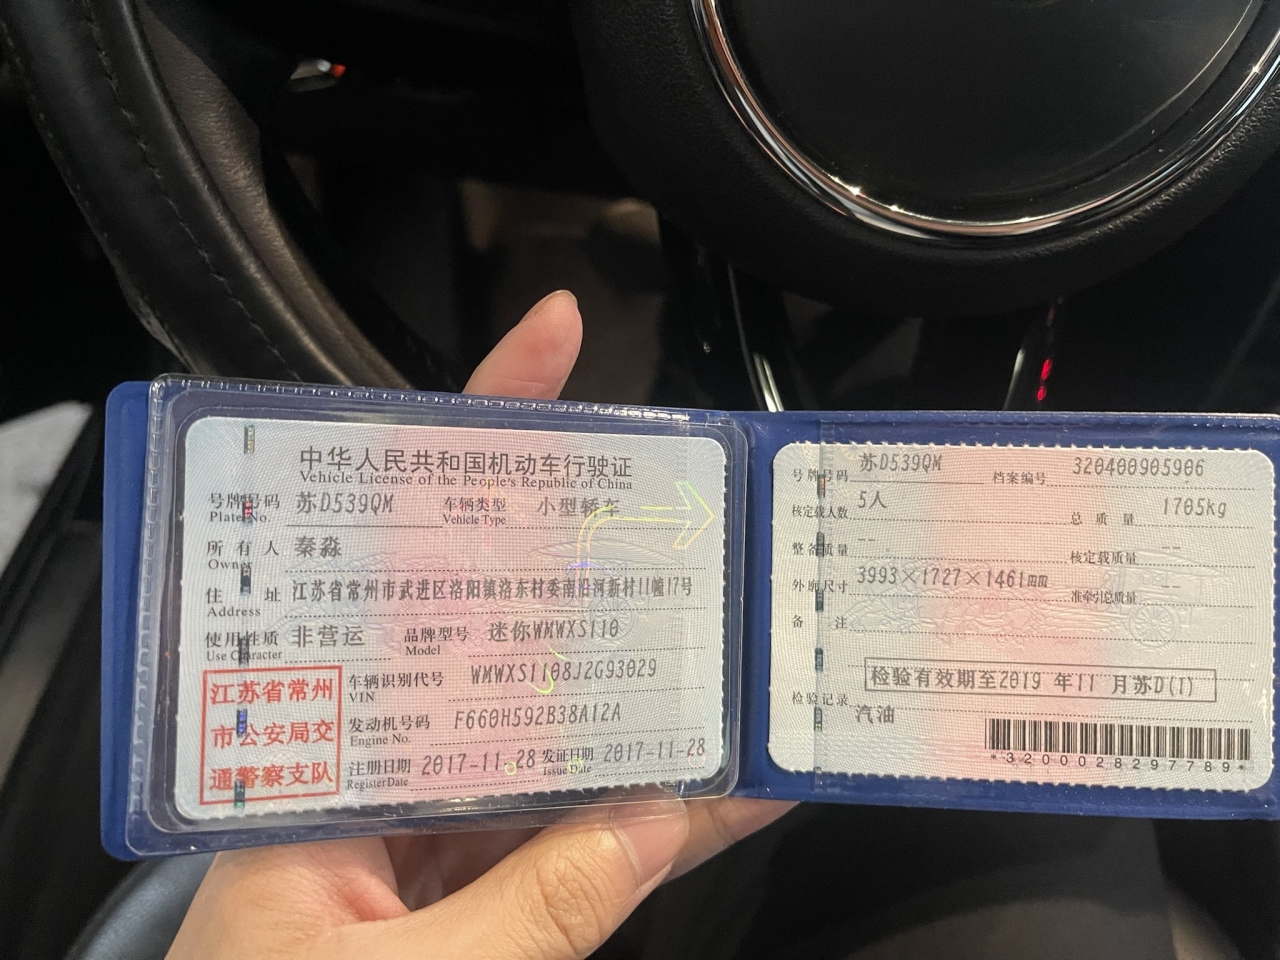 中华人民共和国机动车行驶证
Vehicle License of the People's Republic of China
号牌号码 苏D539QM 车辆类型 小型轿车
Plate No. Vehicle Type
所有人 秦淼
Owner
住址 江苏省常州市武进区洛阳镇洛东村委南沿河新村11幢17号
Address
使用性质 非营运 品牌型号 迷你WMWXS110
Use Character Model
江苏省常州
市公安局交
通警察支队
车辆识别代号 WMWXS1108J2G93029
VIN
发动机号码 F660H592B38A12A
Engine No.
注册日期 2017-11-28 发证日期 2017-11-28
Register Date Issue Date
号牌号码 苏D539QM 档案编号 320400905906
核定载人数 5人 总质量 1705kg
整备质量 -- 核定载质量 --
外廓尺寸 3993×1727×1461mm 准牵引总质量 --
备注
检验有效期至2019 年11 月苏D(1)
检验记录
汽油
*3200028297789*